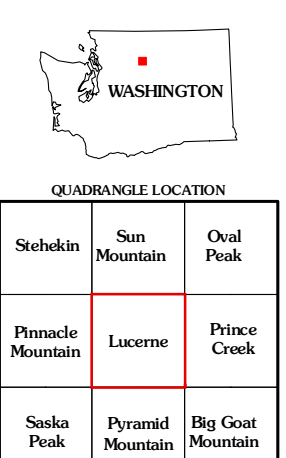 WASHINGTON
QUADRANGLE LOCATION
Stehekin
Sun
Mountain
Oval
Peak
Pinnacle
Mountain
Lucerne
Prince
Creek
Saska
Peak
Pyramid
Mountain
Big Goat
Mountain